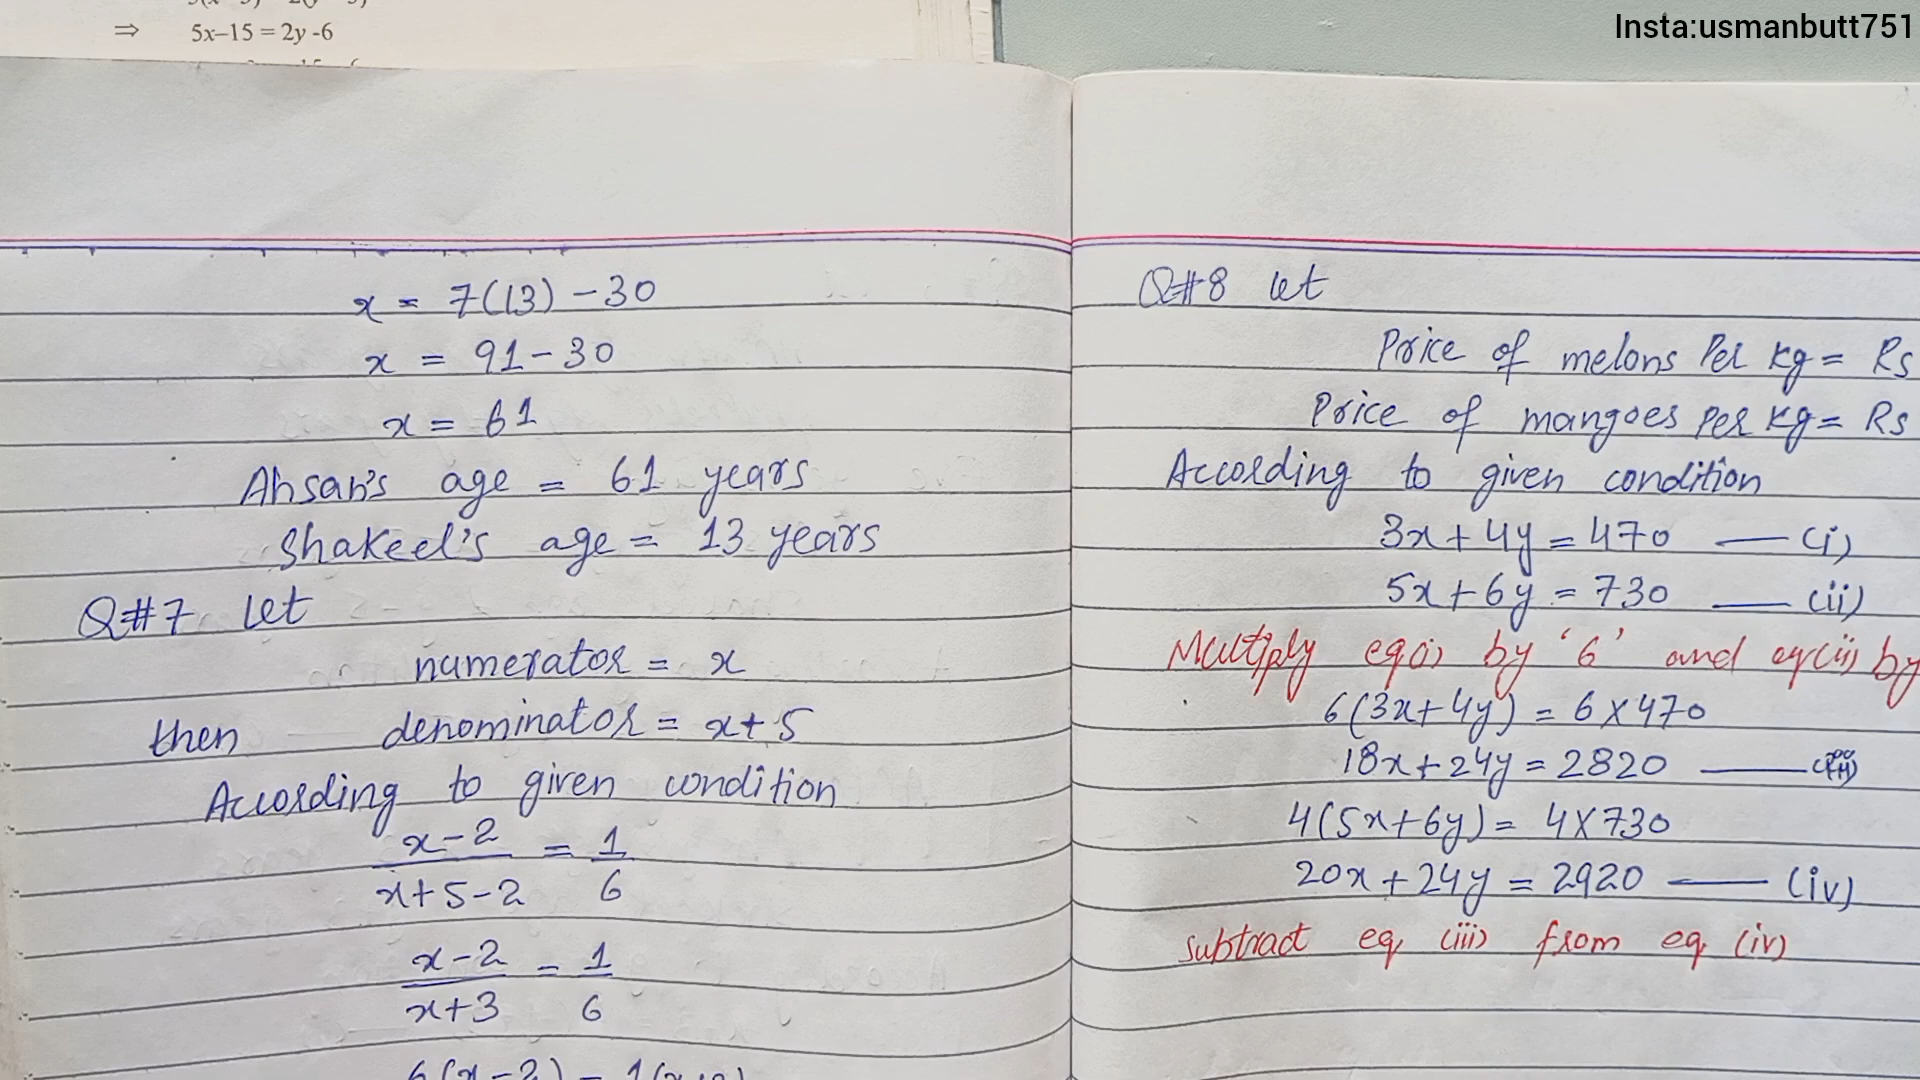 Insta:usmanbutt751
⇒ 5x–15 = 2y -6
x = 7(13) - 30
x = 91 - 30
x = 61
Ahsan's age = 61 years
Shakeel's age = 13 years
Q#7 Let
numerator = x
then denominator = x+5
According to given condition
x-2 / x+5-2 = 1/6
x-2 / x+3 = 1/6
Q#8 let
Price of melons Per kg = Rs
Price of mangoes Per kg = Rs
According to given condition
3x+4y = 470 — (i)
5x+6y = 730 — (ii)
Multiply eq(i) by '6' and eq(ii) by
6(3x+4y) = 6×470
18x+24y = 2820 —
4(5x+6y) = 4×730
20x+24y = 2920 — (iv)
subtract eq (iii) from eq (iv)